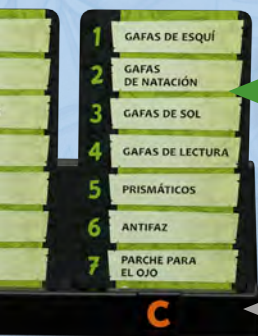 1 GAFAS DE ESQUÍ
2 GAFAS
DE NATACIÓN
3 GAFAS DE SOL
4 GAFAS DE LECTURA
5 PRISMÁTICOS
6 ANTIFAZ
7 PARCHE PARA
EL OJO
C